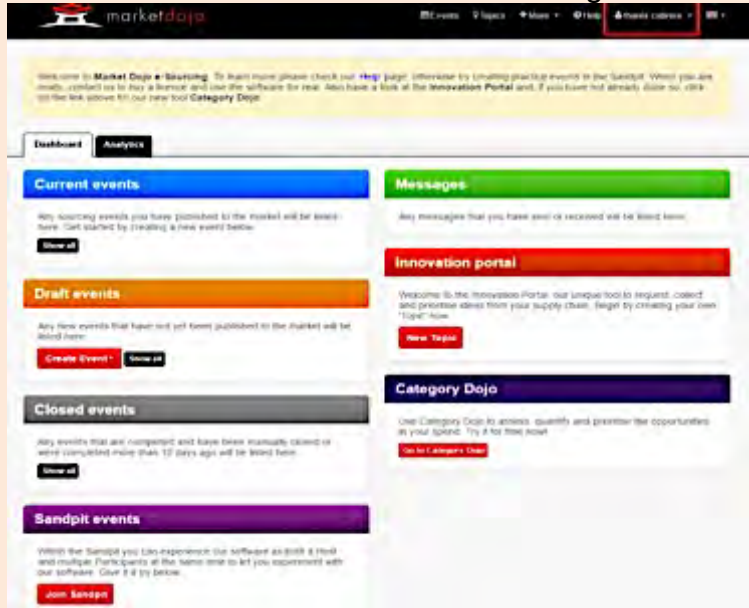 marketdojo
Events Topics More Help
Welcome to Market Dojo e-Sourcing. To learn more please check our Help page, otherwise try creating practice events in the Sandpit. When you are
ready, contact us to buy a licence and use the software for real. Also have a look at the Innovation Portal and, if you have not already done so, click
on the link above for our new tool Category Dojo
Dashboard Analytics
Current events
Any sourcing events you have published to the market will be listed
here. Get started by creating a new event below.
Show all
Draft events
Any new events that have not yet been published to the market will be
listed here.
Create Event Show all
Closed events
Any events that are completed and have been manually closed or
were completed more than 10 days ago will be listed here.
Show all
Sandpit events
Within the Sandpit you can experience our software as both a Host
and multiple Participants at the same time to let you experiment with
our software. Give it a try below.
Join Sandpit
Messages
Any messages that you have sent or received will be listed here.
Innovation portal
Welcome to the Innovation Portal, our unique tool to request, collect
and prioritise ideas from your supply chain. Begin by creating your own
"Topic" now.
New Topic
Category Dojo
Use Category Dojo to assess, quantify and prioritise the opportunities
in your spend. Try it for free now!
Go to Category Dojo